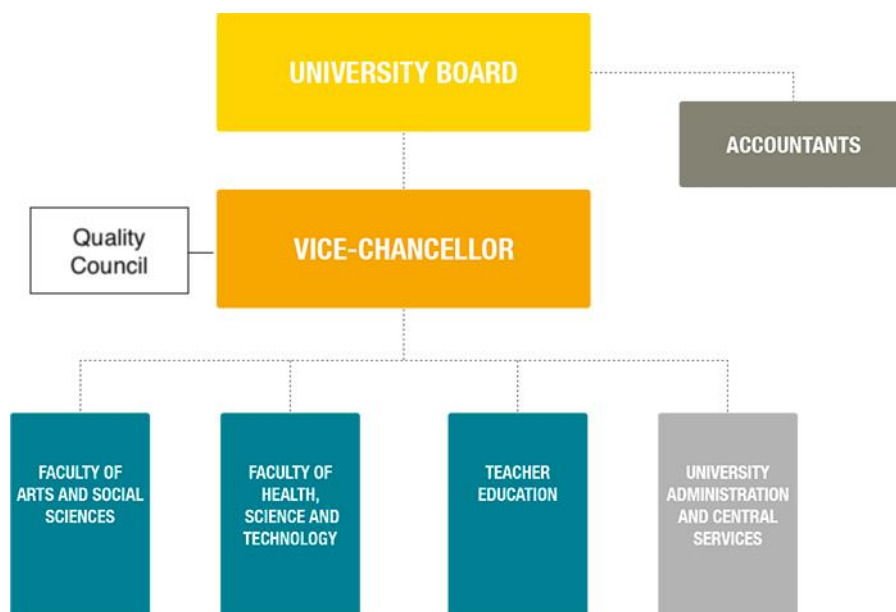 UNIVERSITY BOARD
ACCOUNTANTS
Quality
Council
VICE-CHANCELLOR
FACULTY OF
ARTS AND SOCIAL
SCIENCES
FACULTY OF
HEALTH,
SCIENCE AND
TECHNOLOGY
TEACHER
EDUCATION
UNIVERSITY
ADMINISTRATION
AND CENTRAL
SERVICES